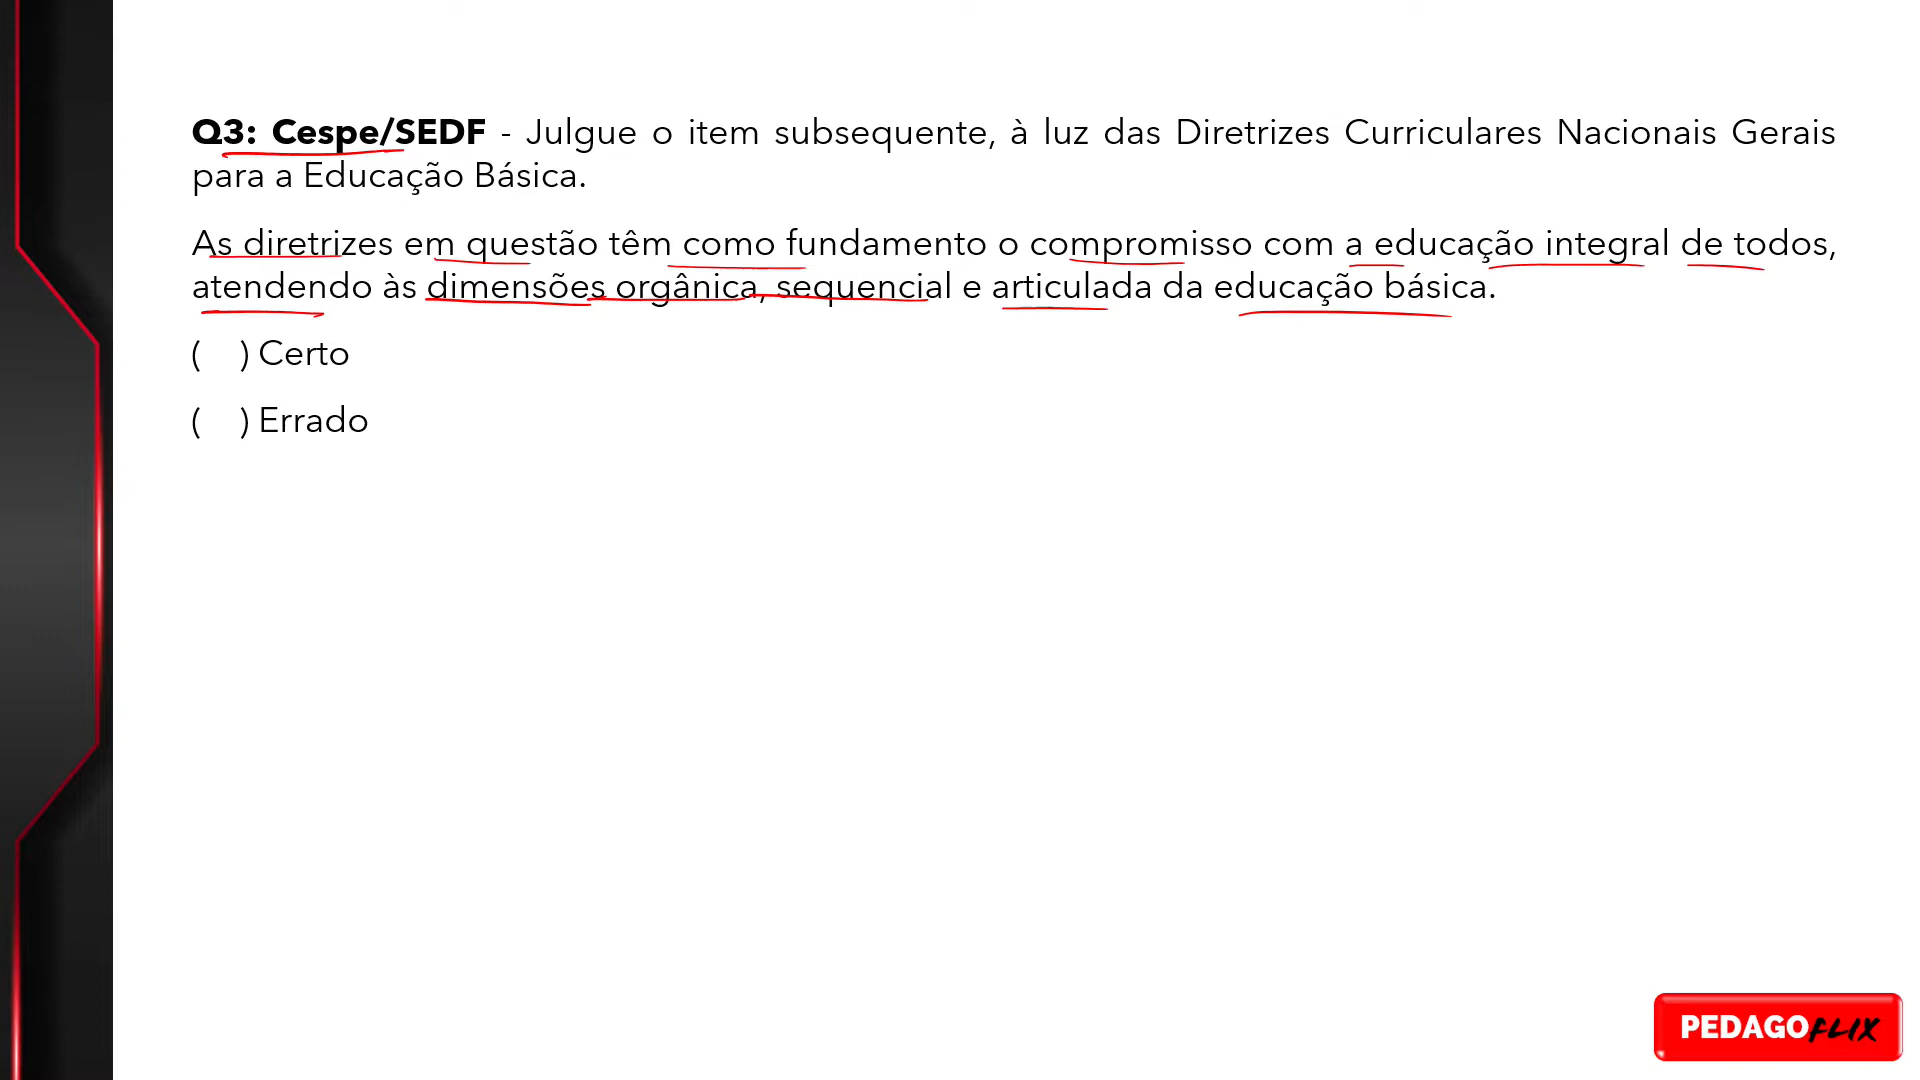 Q3: Cespe/SEDF - Julgue o item subsequente, à luz das Diretrizes Curriculares Nacionais Gerais
para a Educação Básica.
As diretrizes em questão têm como fundamento o compromisso com a educação integral de todos,
atendendo às dimensões orgânica, sequencial e articulada da educação básica.
( ) Certo
( ) Errado
PEDAGOFLIX